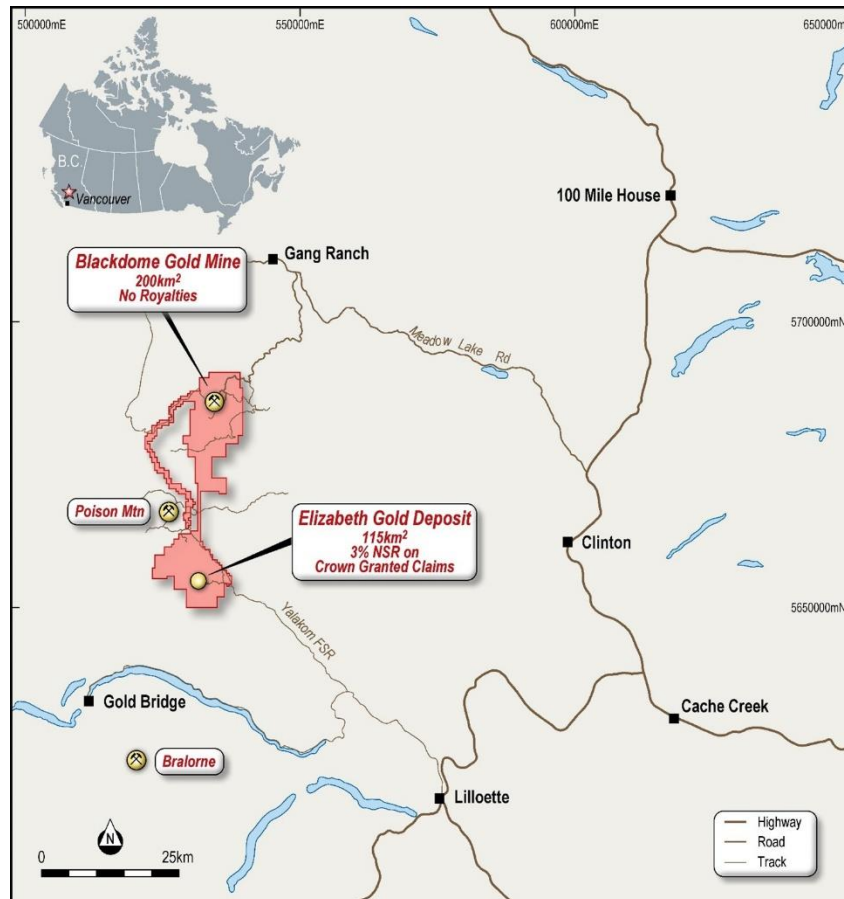 500000mE
550000mE
600000mE
650000mE
B.C.
Vancouver
100 Mile House
Gang Ranch
Blackdome Gold Mine
200km²
No Royalties
5700000mN
Meadow Lake Rd
Poison Mtn
Elizabeth Gold Deposit
115km²
3% NSR on
Crown Granted Claims
Clinton
5650000mN
Yalakom FSR
Gold Bridge
Cache Creek
Bralorne
Lilloette
N
0
25km
Highway
Road
Track